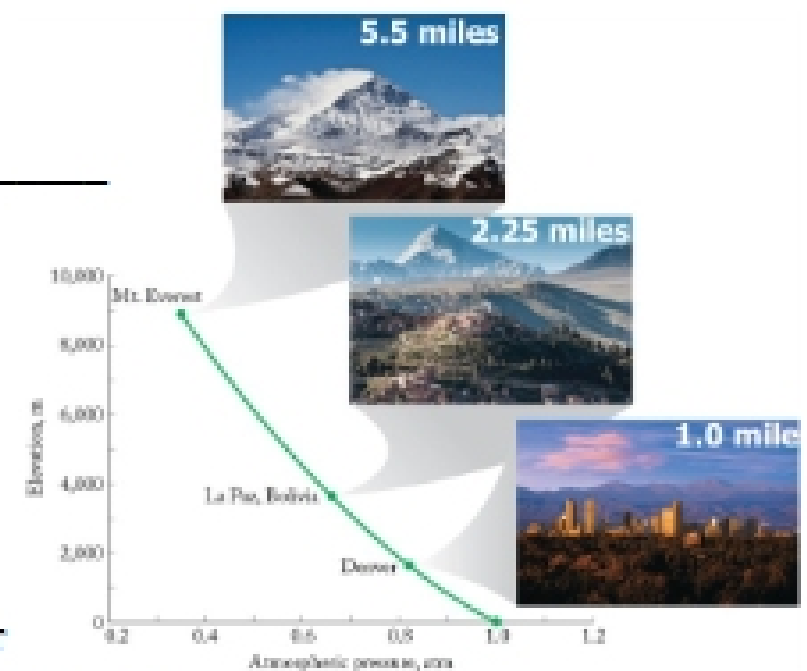 5.5 miles
2.25 miles
1.0 mile
10,000
Mt. Everest
8,000
6,000
Elevation, m
4,000
La Paz, Bolivia
2,000
Denver
0
0.2 0.4 0.6 0.8 1.0 1.2
Atmospheric pressure, atm